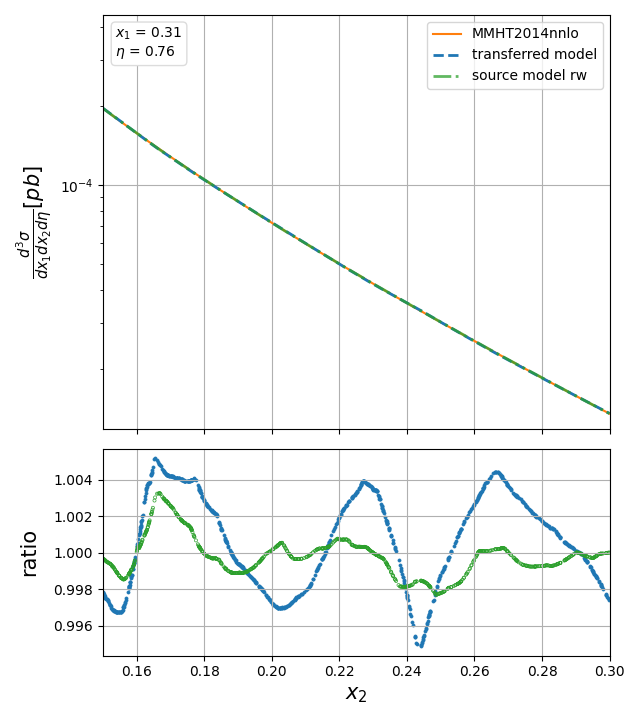 x₁ = 0.31
η = 0.76
MMHT2014nnlo
transferred model
source model rw
d³σ
dx₁dx₂dη
[pb]
10⁻⁴
1.004
1.002
1.000
0.998
0.996
ratio
0.16 0.18 0.20 0.22 0.24 0.26 0.28 0.30
x₂